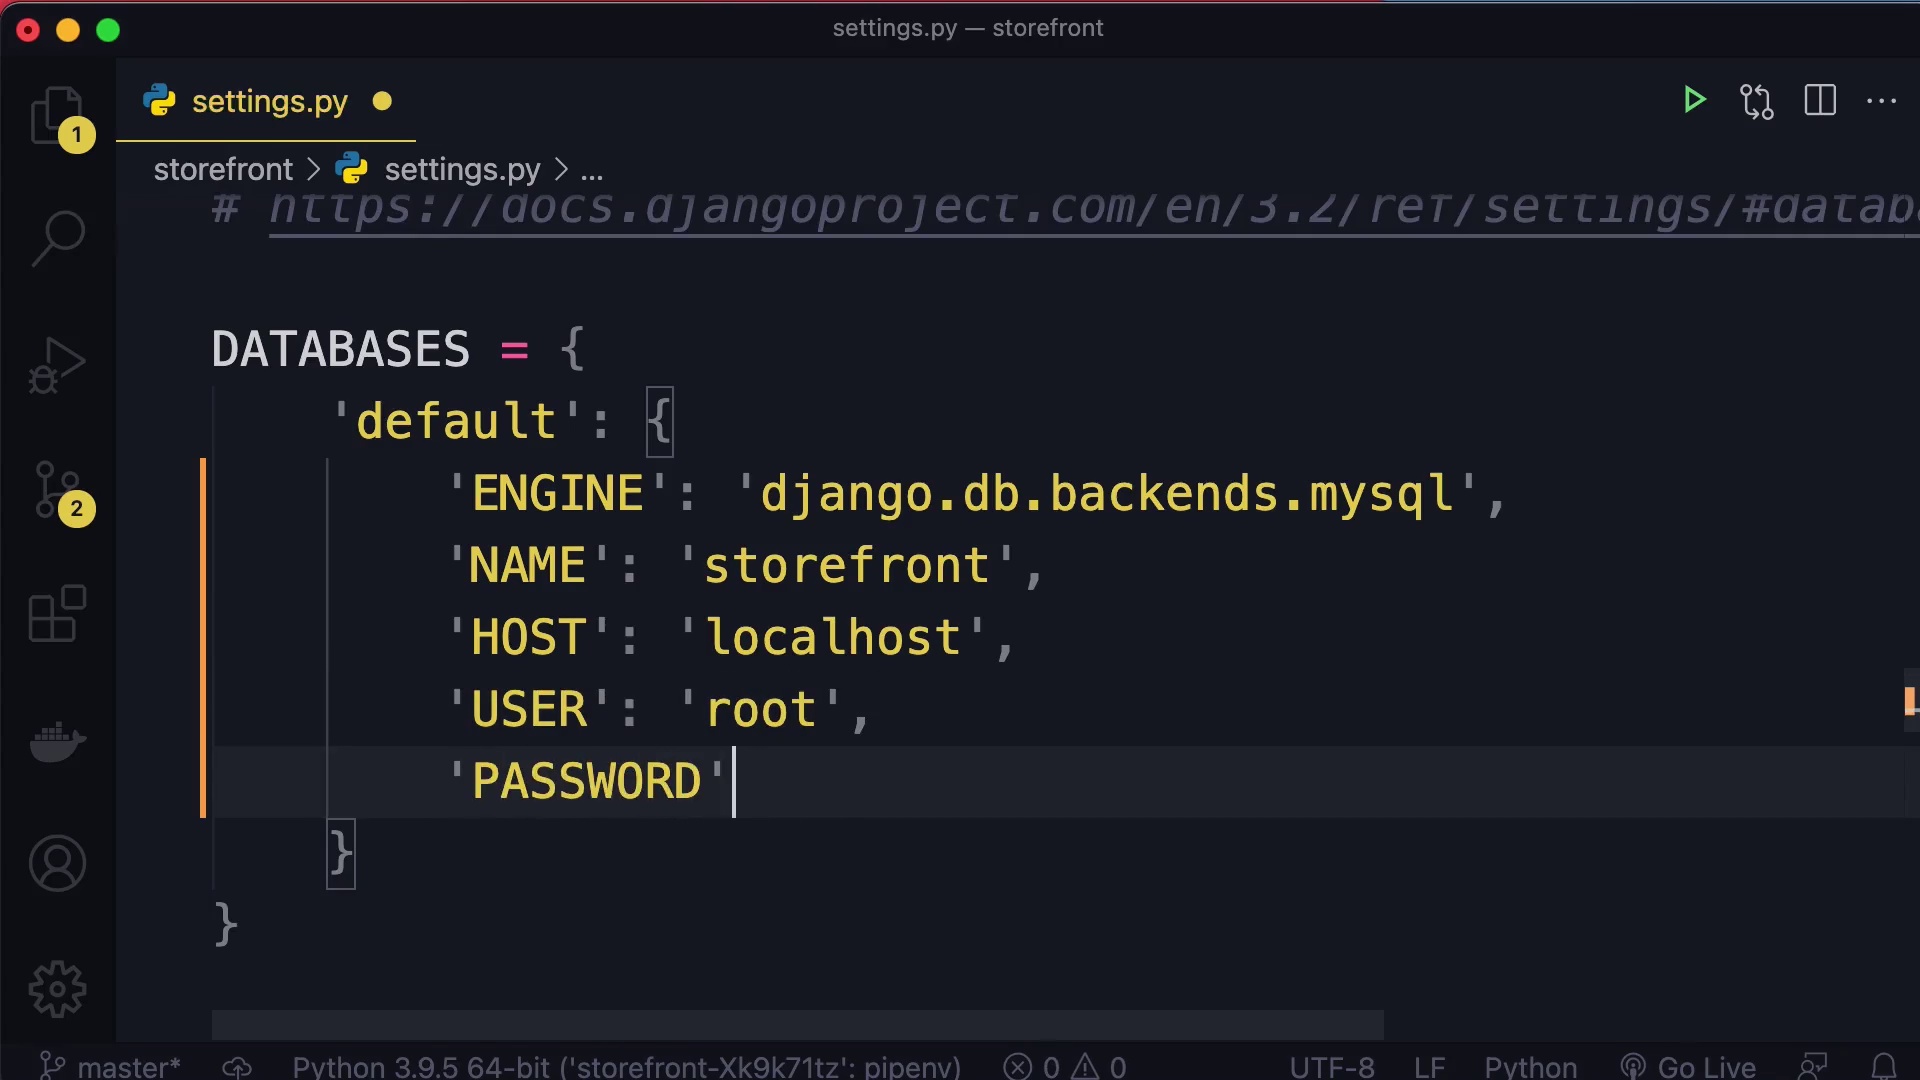 settings.py — storefront
settings.py
1
storefront > settings.py > ...
# https://docs.djangoproject.com/en/3.2/ref/settings/#datab
DATABASES = {
'default': {
'ENGINE': 'django.db.backends.mysql',
'NAME': 'storefront',
'HOST': 'localhost',
2
'USER': 'root',
'PASSWORD'
}
}
master* Python 3.9.5 64-bit ('storefront-Xk9k71tz': pipenv) 0 0 UTF-8 LF Python Go Live